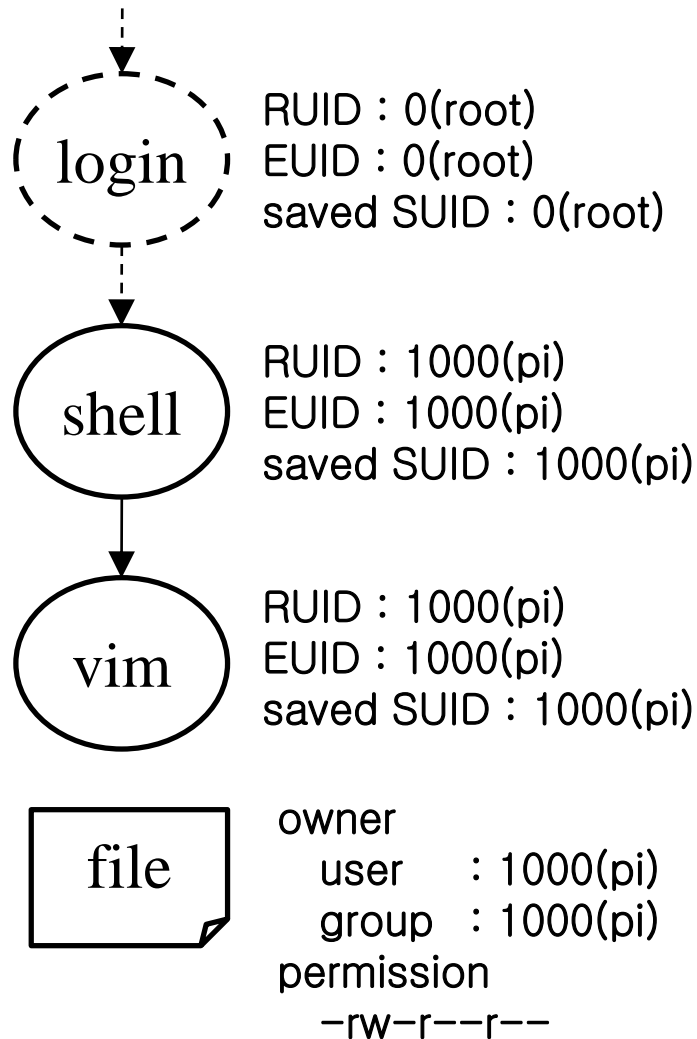 login
RUID : 0(root)
EUID : 0(root)
saved SUID : 0(root)
shell
RUID : 1000(pi)
EUID : 1000(pi)
saved SUID : 1000(pi)
vim
RUID : 1000(pi)
EUID : 1000(pi)
saved SUID : 1000(pi)
file
owner
user : 1000(pi)
group : 1000(pi)
permission
-rw-r--r--